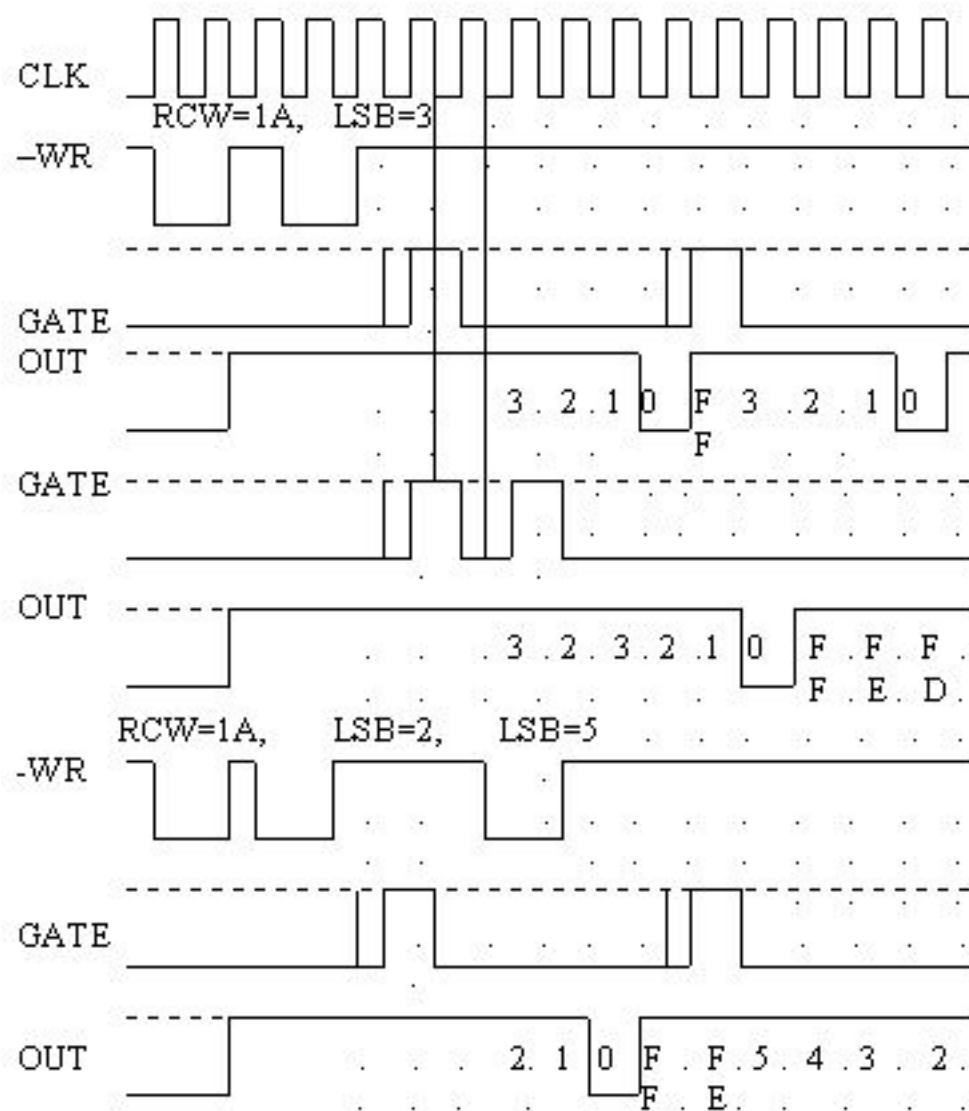 CLK
RCW=1A, LSB=3
–WR
GATE
OUT
3 . 2 . 1 0 F . 3 . 2 . 1 0
F
GATE
OUT
. 3 . 2 . 3 . 2 . 1 0 F . F . F .
F E D
RCW=1A, LSB=2, LSB=5
-WR
GATE
OUT
2. 1 0 F . F . 5 . 4 . 3 . 2 .
F E